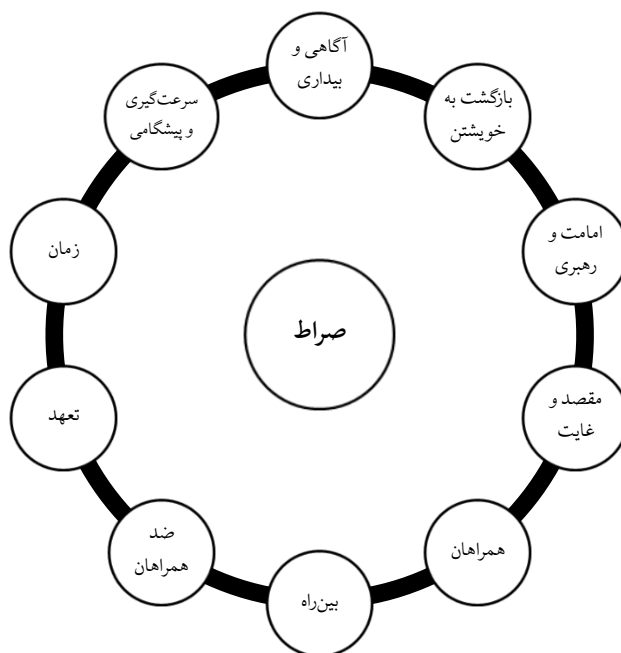 آگاهی و
بیداری
بازگشت به
خویشتن
امامت و
رهبری
مقصد و
غایت
همراهان
بین‌راه
ضد
همراهان
تعهد
زمان
سرعت‌گیری
و پیشگامی
صراط